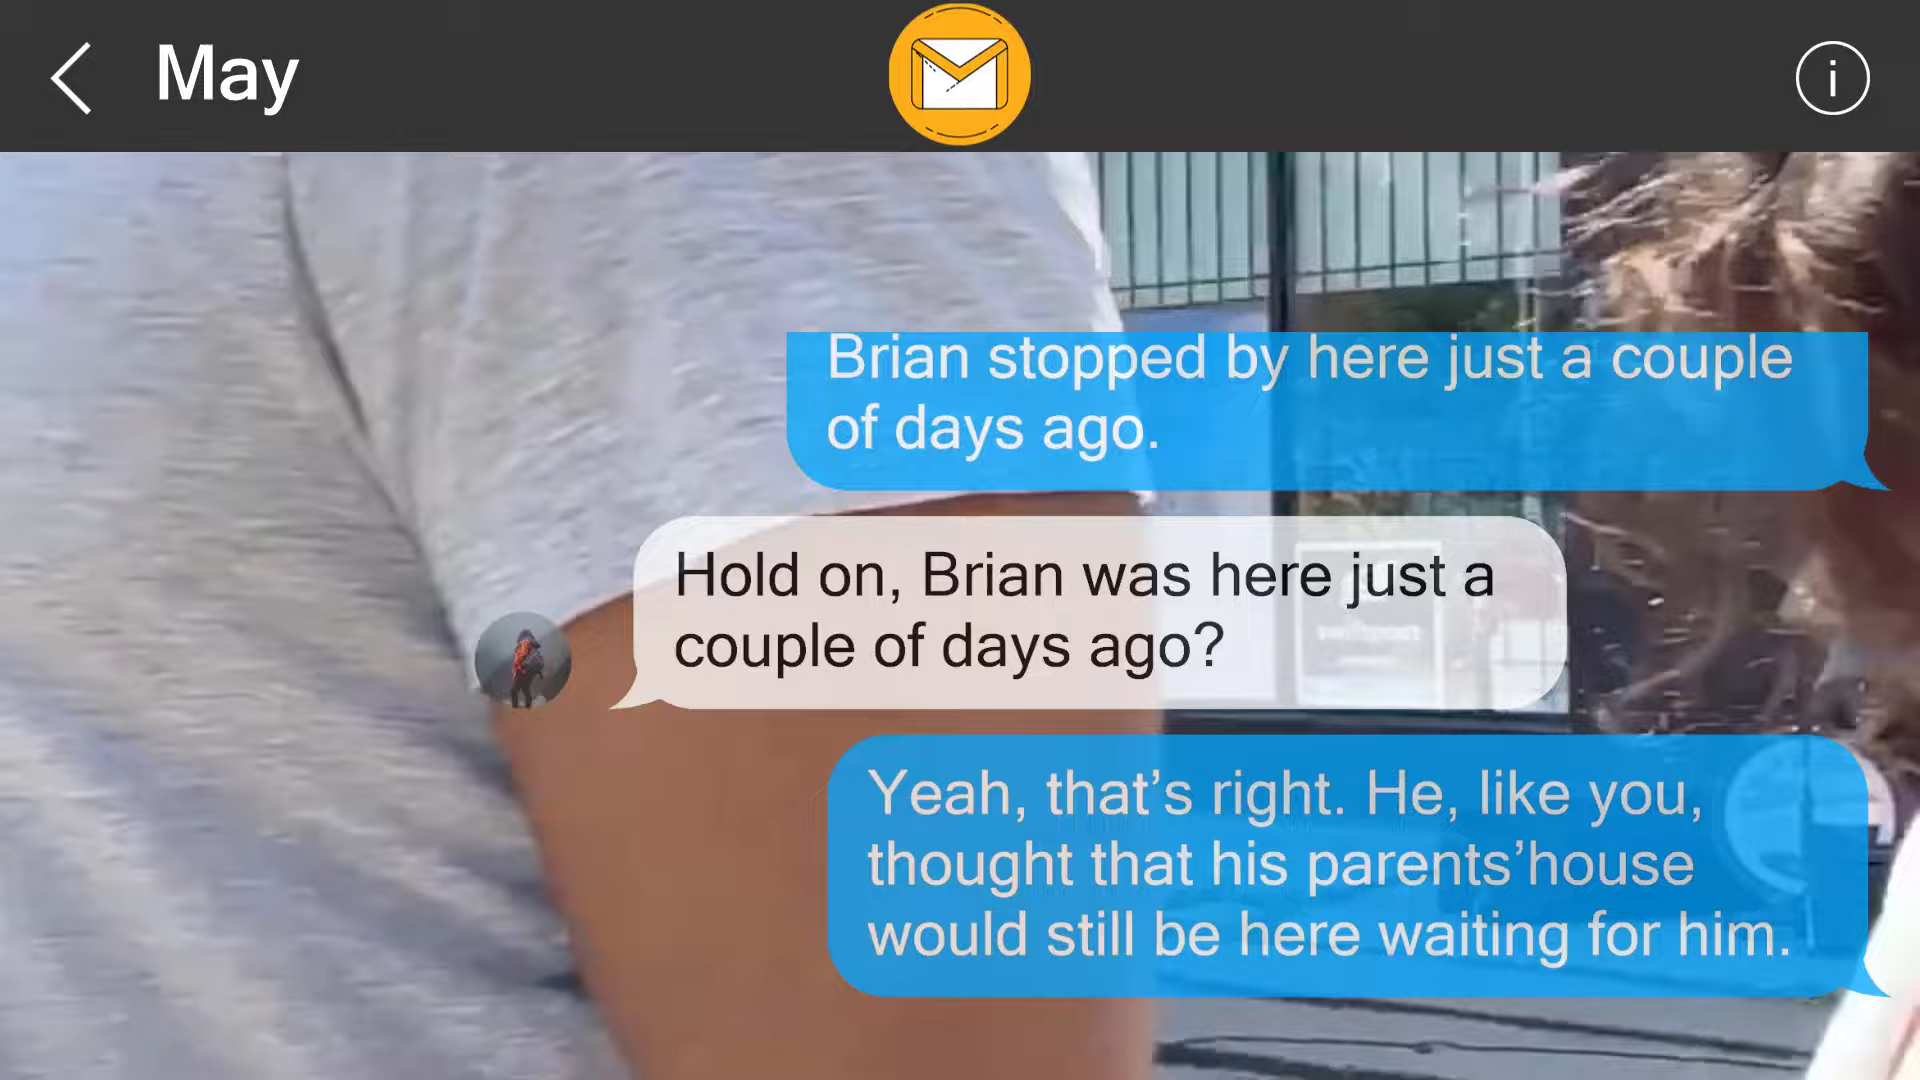 May
Brian stopped by here just a couple
of days ago.
Hold on, Brian was here just a
couple of days ago?
Yeah, that’s right. He, like you,
thought that his parents’house
would still be here waiting for him.